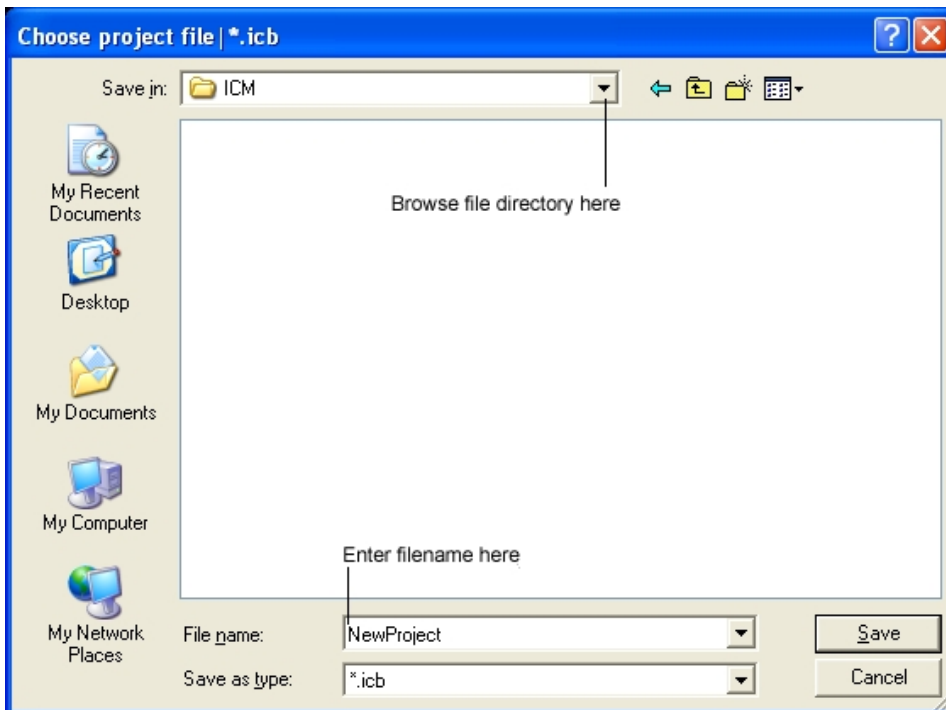 Choose project file|*.icb
Save in:
ICM
Browse file directory here
My Recent
Documents
Desktop
My Documents
My Computer
My Network
Places
Enter filename here
File name:
NewProject
Save
Save as type:
*.icb
Cancel